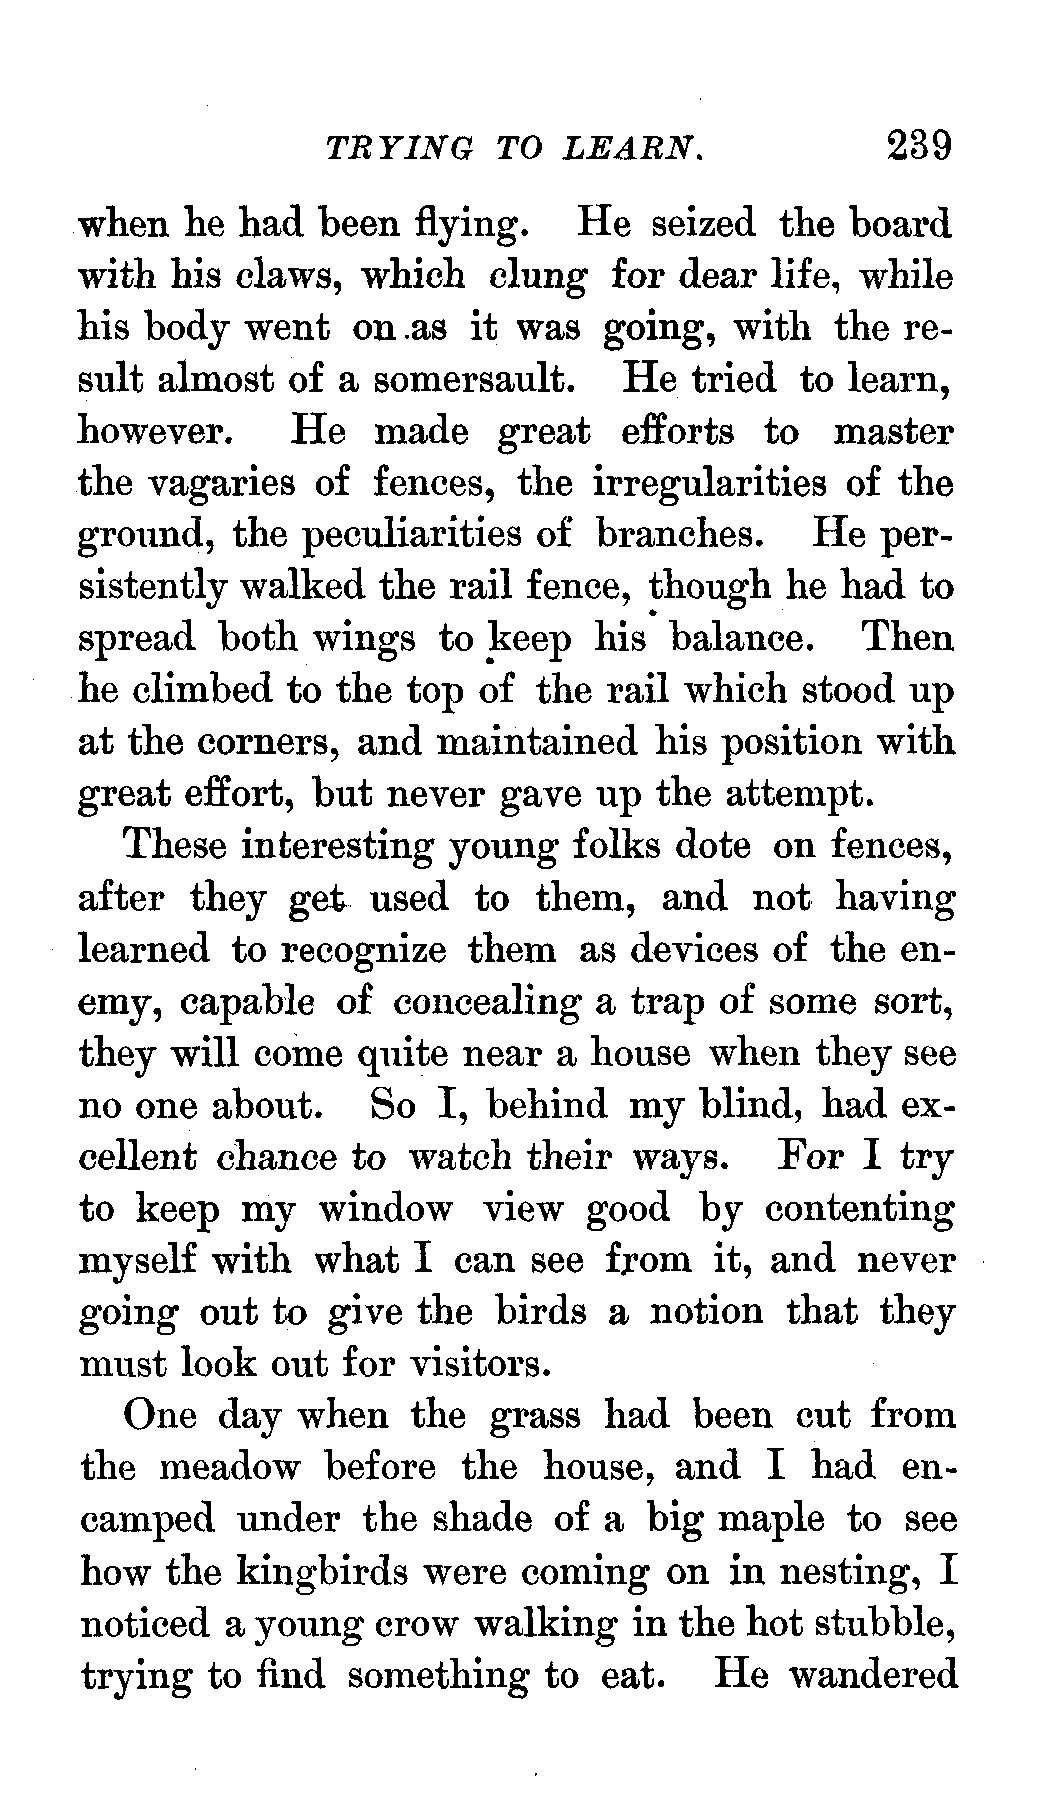 TRYING TO LEARN. 239
when he had been flying. He seized the board
with his claws, which clung for dear life, while
his body went on as it was going, with the re-
sult almost of a somersault. He tried to learn,
however. He made great efforts to master
the vagaries of fences, the irregularities of the
ground, the peculiarities of branches. He per-
sistently walked the rail fence, though he had to
spread both wings to keep his balance. Then
he climbed to the top of the rail which stood up
at the corners, and maintained his position with
great effort, but never gave up the attempt.
These interesting young folks dote on fences,
after they get used to them, and not having
learned to recognize them as devices of the en-
emy, capable of concealing a trap of some sort,
they will come quite near a house when they see
no one about. So I, behind my blind, had ex-
cellent chance to watch their ways. For I try
to keep my window view good by contenting
myself with what I can see from it, and never
going out to give the birds a notion that they
must look out for visitors.
One day when the grass had been cut from
the meadow before the house, and I had en-
camped under the shade of a big maple to see
how the kingbirds were coming on in nesting, I
noticed a young crow walking in the hot stubble,
trying to find something to eat. He wandered